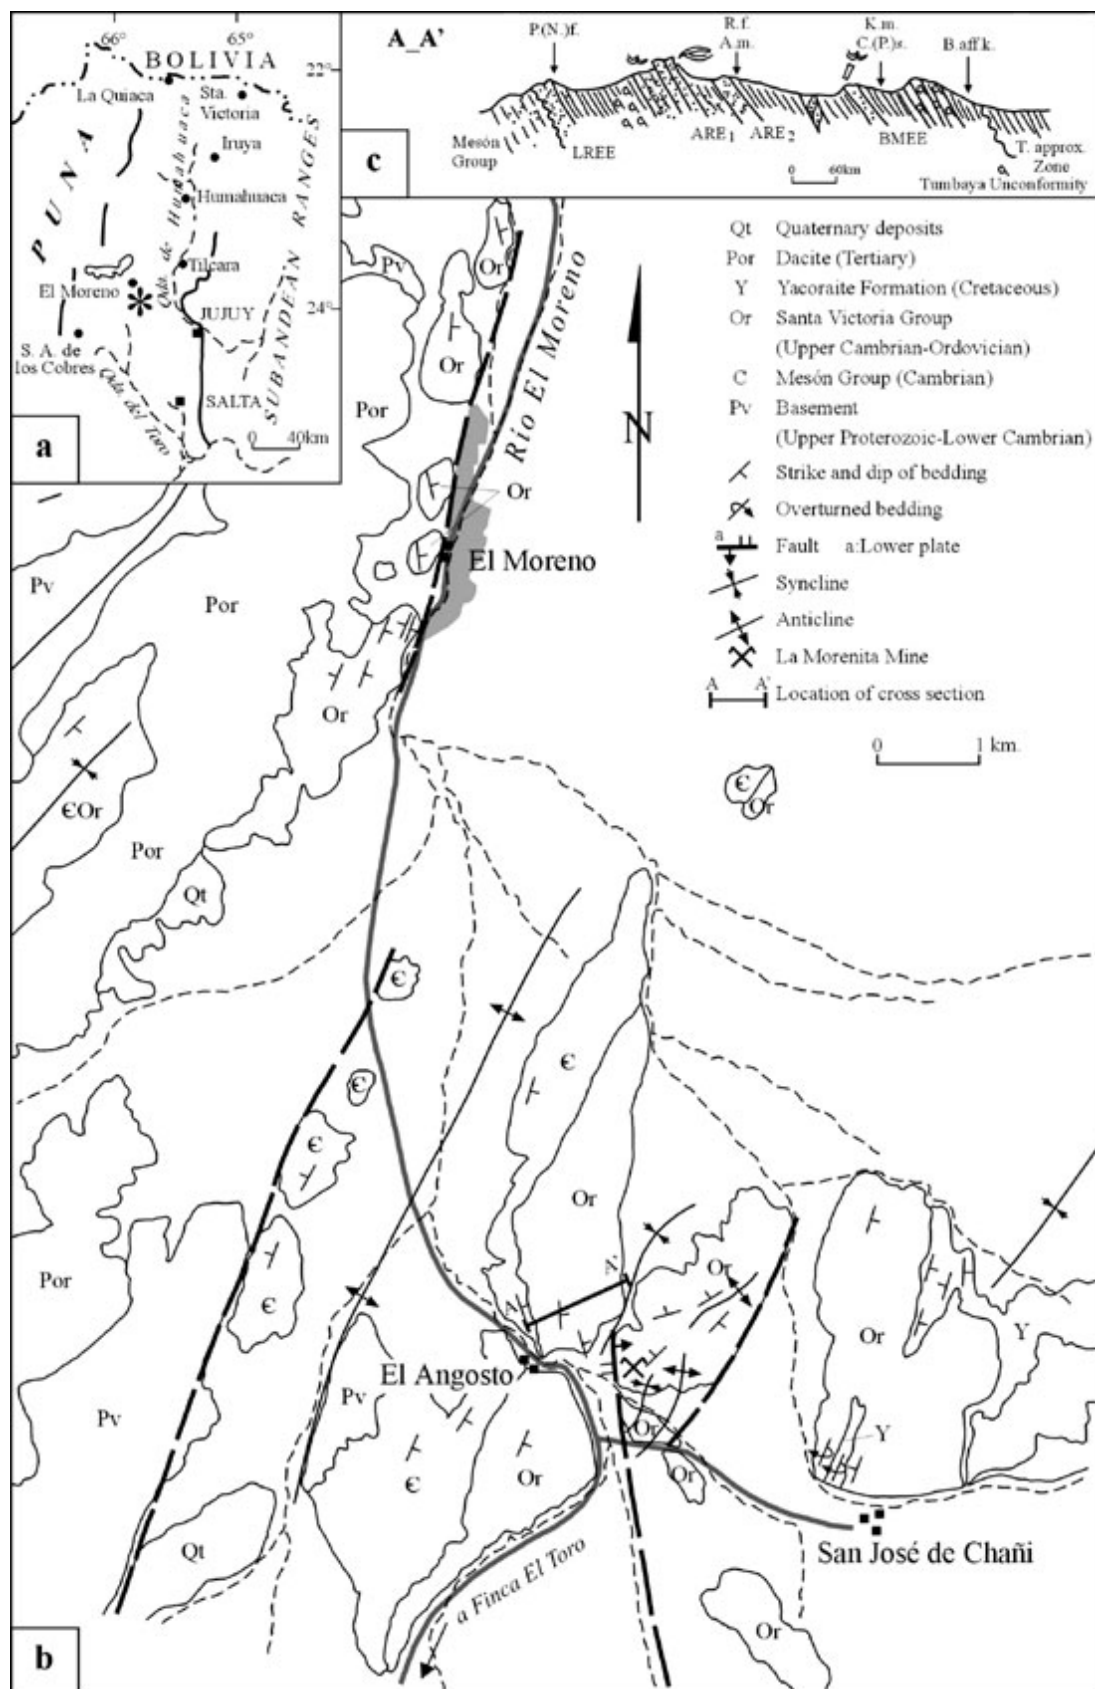 66°
65°
BOLIVIA
22°
La Quiaca
Sta.
Victoria
PUNA
Iruya
Qda. de Humahuaca
Humahuaca
SUBANDEAN RANGES
Tilcara
El Moreno
24°
JUJUY
S. A. de
los Cobres
Qda. del Toro
SALTA
0 40km
a
A_A'
P.(N.)f.
R.f.
A.m.
K.m.
C.(P.)s.
B.aff.k.
Mesón
Group
LREE
ARE1
ARE2
BMEE
T. approx.
Zone
Tumbaya Unconformity
0 60km
c
Qt Quaternary deposits
Por Dacite (Tertiary)
Y Yacoraite Formation (Cretaceous)
Or Santa Victoria Group
(Upper Cambrian-Ordovician)
C Mesón Group (Cambrian)
Pv Basement
(Upper Proterozoic-Lower Cambrian)
Strike and dip of bedding
Overturned bedding
a Fault a:Lower plate
Syncline
Anticline
La Morenita Mine
A A' Location of cross section
0 1 km.
N
Pv
Or
Or
Por
Río El Moreno
Or
El Moreno
Pv
Por
Or
Є
Or
ЄOr
Por
Qt
Є
Є
Є
Є
Or
Or
Por
Є
A
A'
Or
Y
El Angosto
Pv
Pv
Є
Or
Or
Or
Y
Qt
San José de Chañi
a Finca El Toro
Or
b